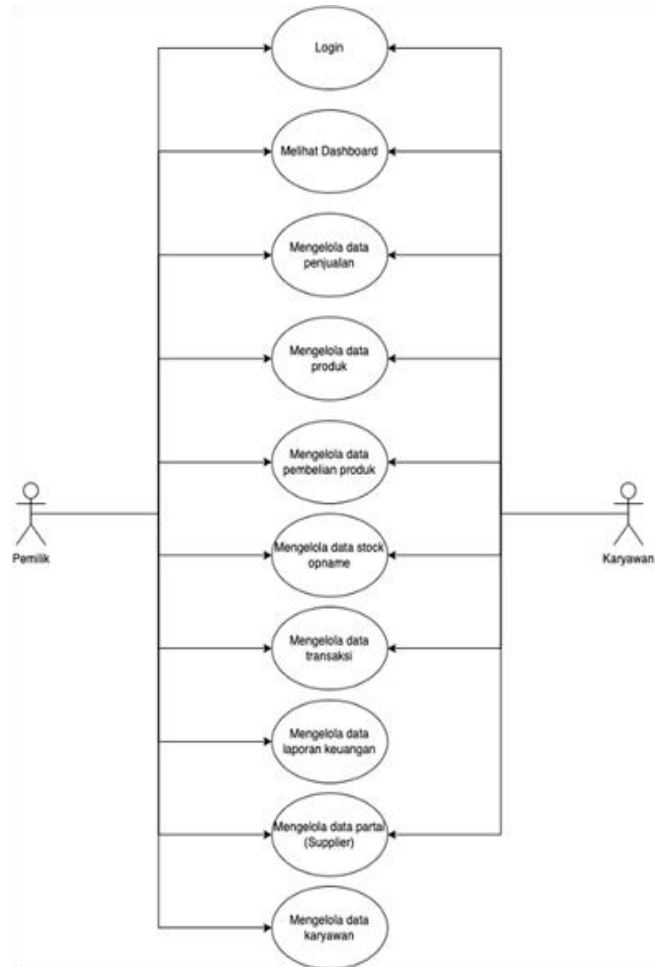 Login
Melihat Dashboard
Mengelola data
penjualan
Mengelola data
produk
Mengelola data
pembelian produk
Pemilik
Karyawan
Mengelola data stock
opname
Mengelola data
transaksi
Mengelola data
laporan keuangan
Mengelola data partai
(Supplier)
Mengelola data
karyawan